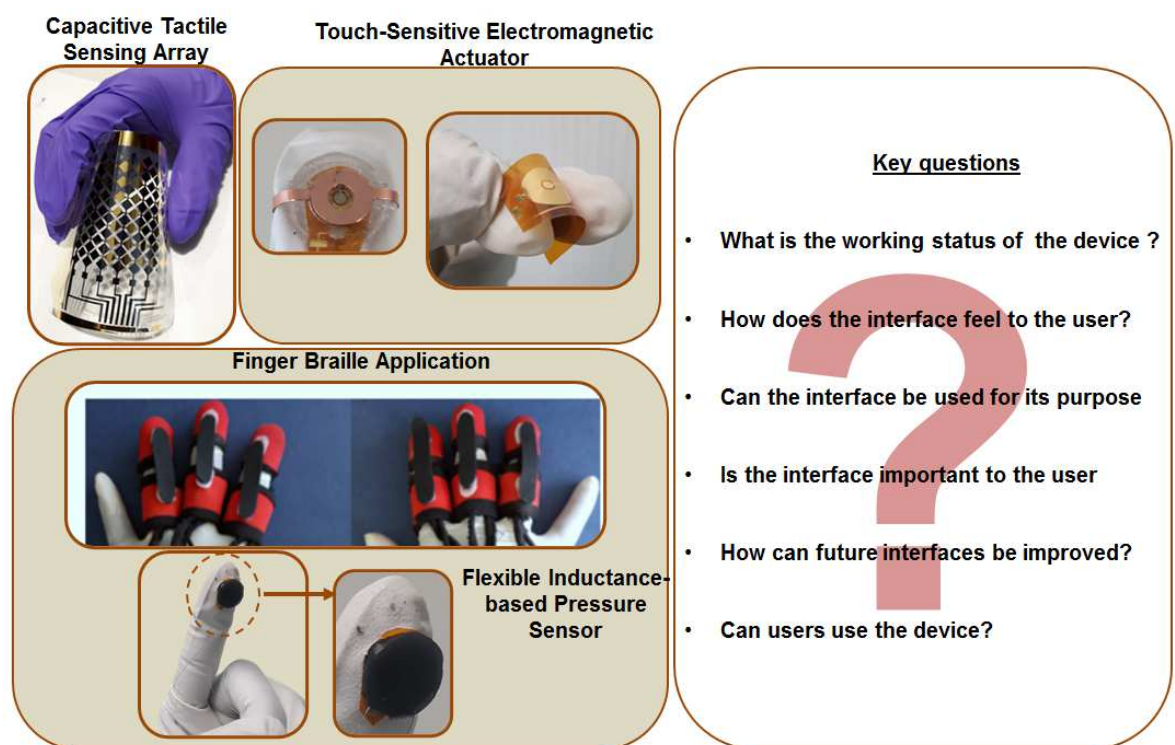 Capacitive Tactile
Sensing Array
Touch-Sensitive Electromagnetic
Actuator
Finger Braille Application
Flexible Inductance-
based Pressure
Sensor
Key questions
• What is the working status of the device ?
• How does the interface feel to the user?
• Can the interface be used for its purpose
• Is the interface important to the user
• How can future interfaces be improved?
• Can users use the device?
?